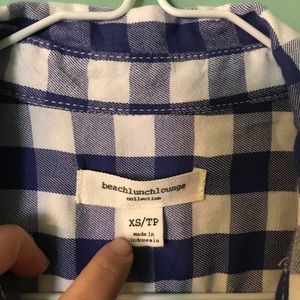 beachlunchlounge
collection
XS/TP
Made in
Indonesia